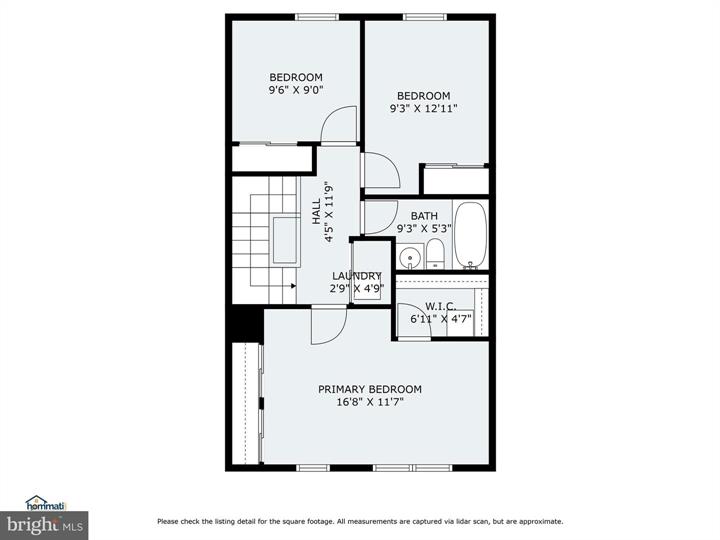 BEDROOM
9'6" X 9'0"
BEDROOM
9'3" X 12'11"
HALL
4'5" X 11'9"
BATH
9'3" X 5'3"
LAUNDRY
2'9" X 4'9"
W.I.C.
6'11" X 4'7"
PRIMARY BEDROOM
16'8" X 11'7"
hommati
bright MLS
Please check the listing detail for the square footage. All measurements are captured via lidar scan, but are approximate.